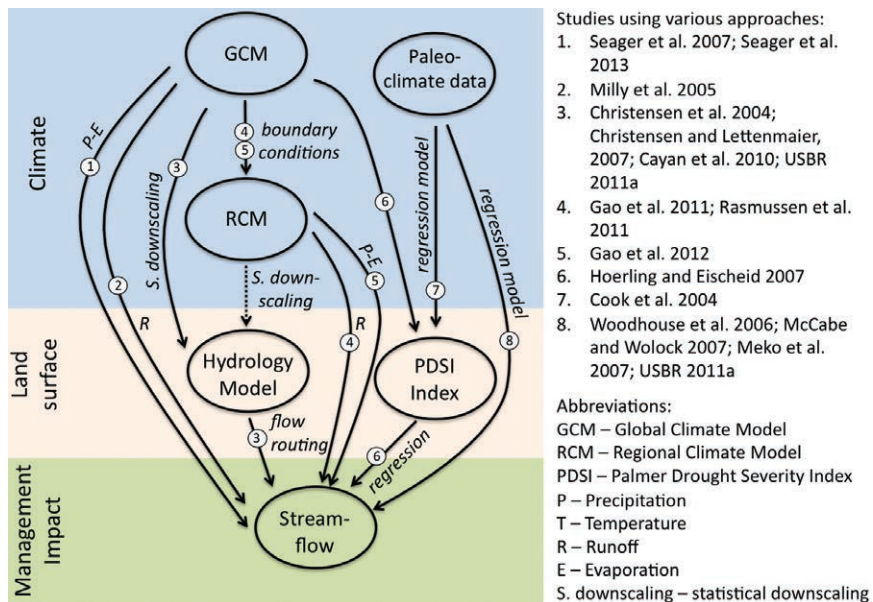 Climate
Land
surface
Management
Impact
GCM
Paleo-
climate data
P-E
1
2
R
3
S. downscaling
4
5
boundary
conditions
RCM
S. down-
scaling
6
P-E
5
R
4
regression model
7
regression model
8
Hydrology
Model
PDSI
Index
3
flow
routing
6
regression
Stream-
flow
Studies using various approaches:
1. Seager et al. 2007; Seager et al.
2013
2. Milly et al. 2005
3. Christensen et al. 2004;
Christensen and Lettenmaier,
2007; Cayan et al. 2010; USBR
2011a
4. Gao et al. 2011; Rasmussen et al.
2011
5. Gao et al. 2012
6. Hoerling and Eischeid 2007
7. Cook et al. 2004
8. Woodhouse et al. 2006; McCabe
and Wolock 2007; Meko et al.
2007; USBR 2011a
Abbreviations:
GCM – Global Climate Model
RCM – Regional Climate Model
PDSI – Palmer Drought Severity Index
P – Precipitation
T – Temperature
R – Runoff
E – Evaporation
S. downscaling – statistical downscaling